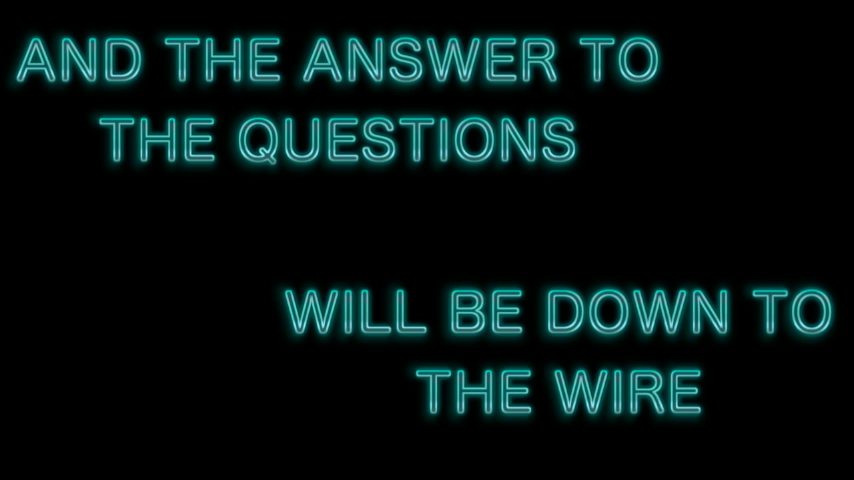 AND THE ANSWER TO
THE QUESTIONS
WILL BE DOWN TO
THE WIRE